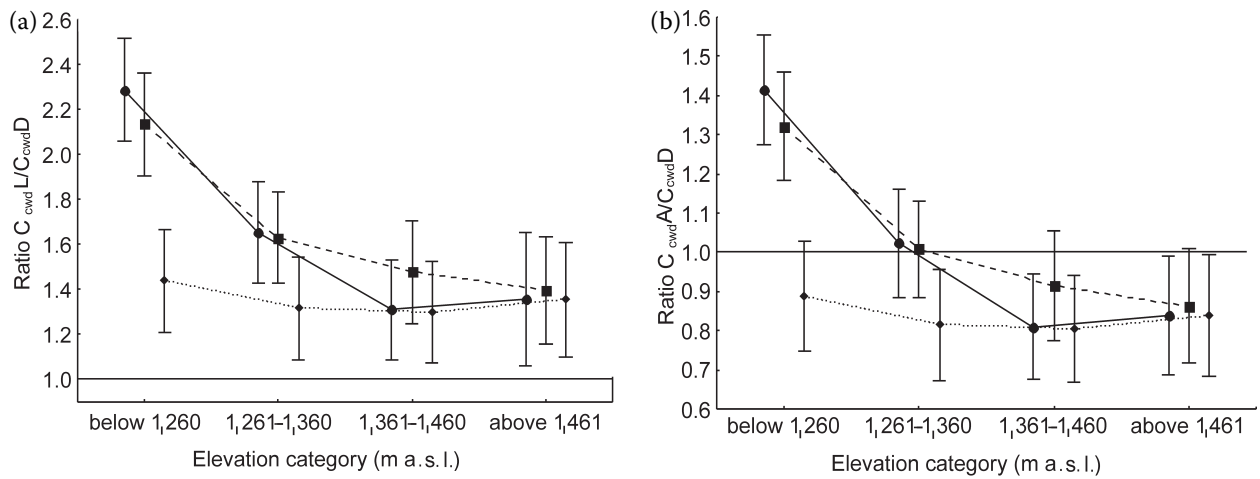 (a)
2.6
2.4
2.2
2.0
1.8
1.6
1.4
1.2
1.0
Ratio C cwd L/CcwdD
below 1,260 1,261–1,360 1,361–1,460 above 1,461
Elevation category (m a.s.l.)
(b)
1.6
1.5
1.4
1.3
1.2
1.1
1.0
0.9
0.8
0.7
0.6
Ratio C cwdA/CcwdD
below 1,260 1,261–1,360 1,361–1,460 above 1,461
Elevation category (m a.s.l.)